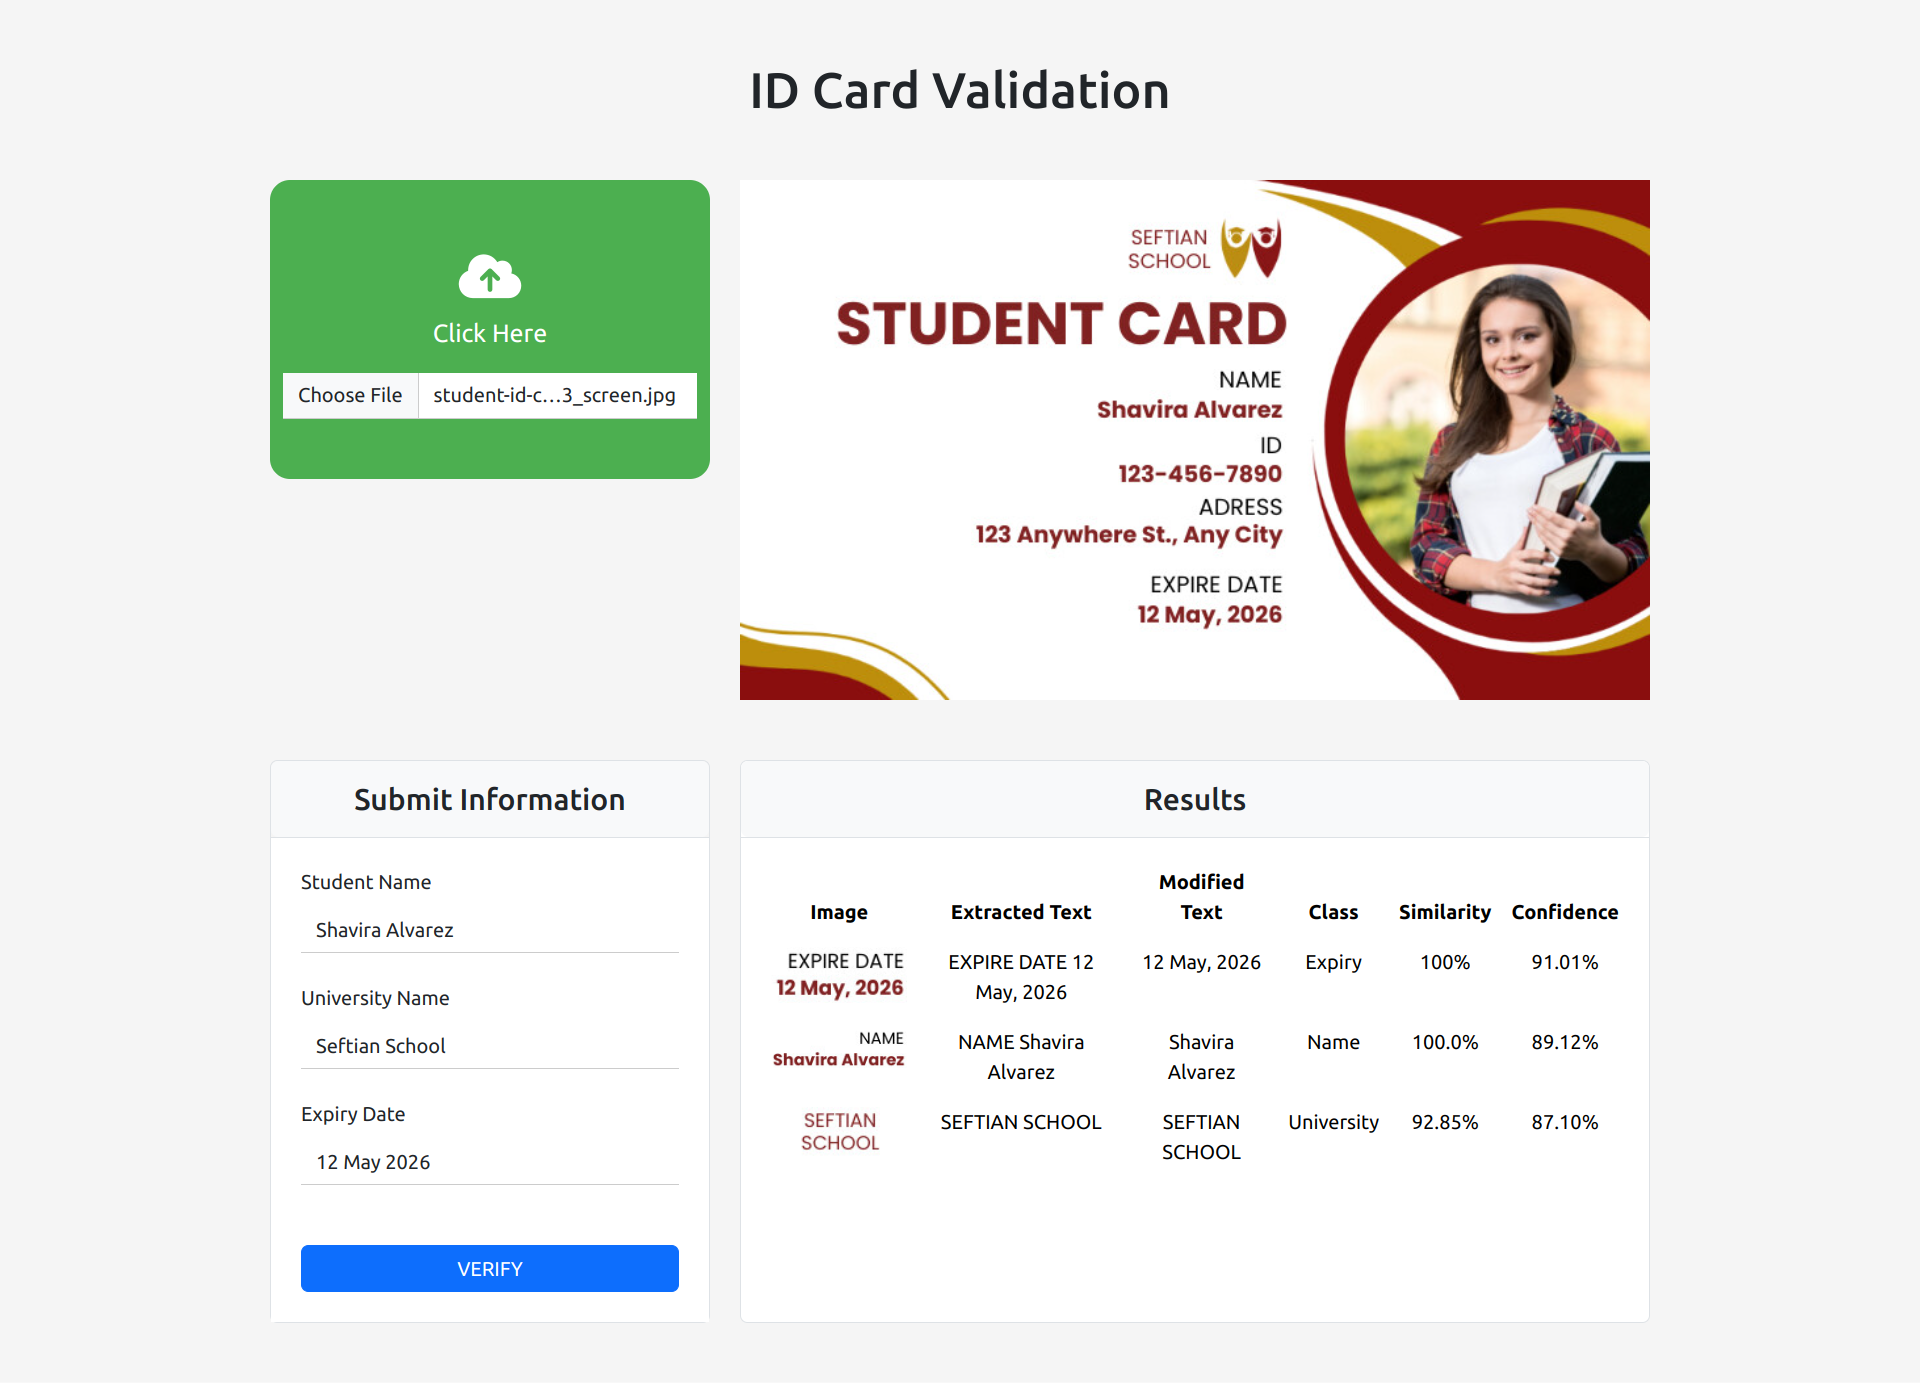 ID Card Validation
Click Here
Choose File student-id-c...3_screen.jpg
SEFTIAN
SCHOOL
STUDENT CARD
NAME
Shavira Alvarez
ID
123-456-7890
ADRESS
123 Anywhere St., Any City
EXPIRE DATE
12 May, 2026
Submit Information
Student Name
Shavira Alvarez
University Name
Seftian School
Expiry Date
12 May 2026
VERIFY
Results
Image Extracted Text Modified Text Class Similarity Confidence
EXPIRE DATE
12 May, 2026
EXPIRE DATE 12
May, 2026
12 May, 2026
Expiry
100%
91.01%
NAME
Shavira Alvarez
NAME Shavira
Alvarez
Shavira
Alvarez
Name
100.0%
89.12%
SEFTIAN
SCHOOL
SEFTIAN SCHOOL
SEFTIAN
SCHOOL
University
92.85%
87.10%